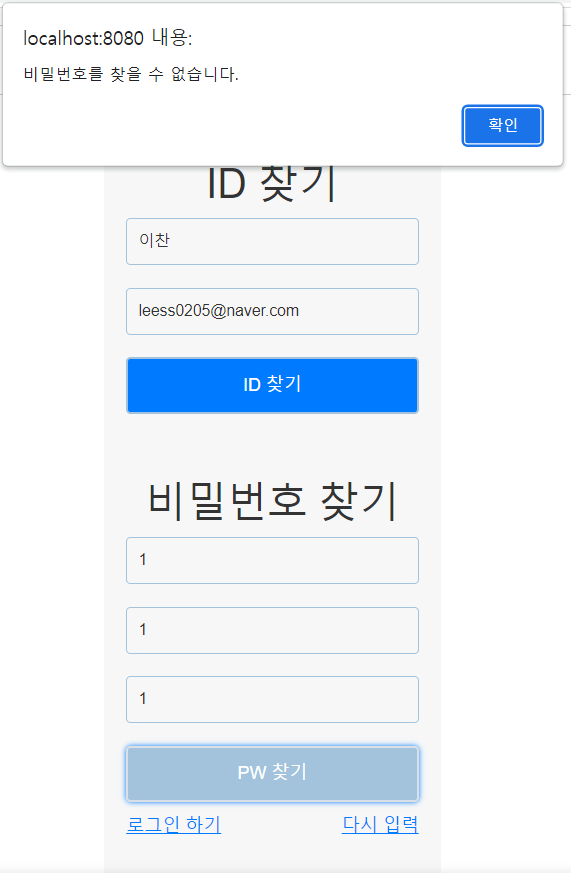 localhost:8080 내용:
비밀번호를 찾을 수 없습니다.
확인
ID 찾기
이찬
leess0205@naver.com
ID 찾기
비밀번호 찾기
1
1
1
PW 찾기
로그인 하기 다시 입력